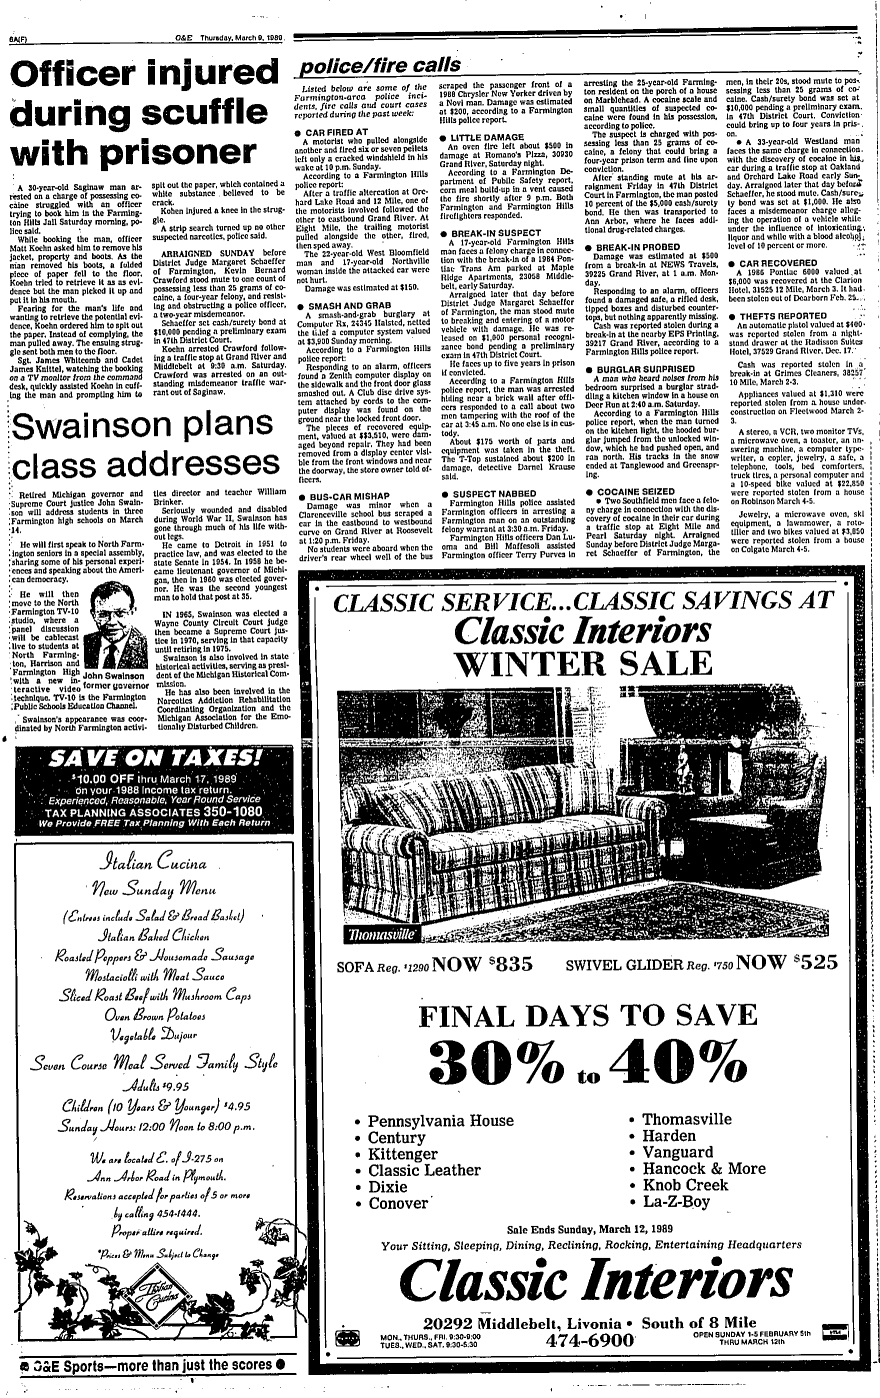 8A(F)
O&E Thursday, March 9, 1989
Officer injured
during scuffle
with prisoner
A 30-year-old Saginaw man ar-
rested on a charge of possessing co-
caine struggled with an officer
trying to book him in the Farming-
ton Hills Jail Saturday morning, po-
lice said.
While booking the man, officer
Matt Koehn asked him to remove his
jacket, property and boots. As the
man removed his boots, a folded
piece of paper fell to the floor.
Koehn tried to retrieve it as as evi-
dence but the man picked it up and
put it in his mouth.
Fearing for the man's life and
wanting to retrieve the potential evi-
dence, Koehn ordered him to spit out
the paper. Instead of complying, the
man pulled away. The ensuing strug-
gle sent both men to the floor.
Sgt. James Willcomb and Cadet
James Knittel, watching the booking
on a TV monitor from the command
desk, quickly assisted Koehn in cuff-
ing the man and prompting him to
spit out the paper, which contained a
white substance believed to be
crack.
Kohen injured a knee in the strug-
gle.
A strip search turned up no other
suspected narcotics, police said.
ARRAIGNED SUNDAY before
District Judge Margaret Schaeffer
of Farmington, Kevin Bernard
Crawford stood mute to one count of
possessing less than 25 grams of co-
caine, a four-year felony, and resist-
ing and obstructing a police officer,
a two-year misdemeanor.
Schaeffer set cash/surety bond at
$10,000 pending a preliminary exam
in 47th District Court.
Koehn arrested Crawford follow-
ing a traffic stop at Grand River and
Middlebelt at 9:30 a.m. Saturday.
Crawford was arrested on an out-
standing misdemeanor traffic war-
rant out of Saginaw.
Swainson plans
class addresses
Retired Michigan governor and
Supreme Court justice John Swain-
son will address students in three
Farmington high schools on March
14.
He will first speak to North Farm-
ington seniors in a special assembly,
sharing some of his personal experi-
ences and speaking about the Ameri-
can democracy.
He will then
move to the North
Farmington TV-10
studio, where a
panel discussion
will be cablecast
live to students at
North Farming-
ton, Harrison and
Farmington High
with a new in-
teractive video
technique. TV-10 is the Farmington
Public Schools Education Channel.
Swainson's appearance was coor-
dinated by North Farmington activi-
John Swainson
former governor
ties director and teacher William
Brinker.
Seriously wounded and disabled
during World War II, Swainson has
gone through much of his life with-
out legs.
He came to Detroit in 1951 to
practice law, and was elected to the
state Senate in 1954. In 1958 he be-
came lieutenant governor of Michi-
gan, then in 1960 was elected gover-
nor. He was the second youngest
man to hold that post at 35.
IN 1965, Swainson was elected a
Wayne County Circuit Court judge
then became a Supreme Court jus-
tice in 1970, serving in that capacity
until retiring in 1975.
Swainson is also involved in state
historical activities, serving as presi-
dent of the Michigan Historical Com-
mission.
He has also been involved in the
Narcotics Addiction Rehabilitation
Coordinating Organization and the
Michigan Association for the Emo-
tionally Disturbed Children.
SAVE ON TAXES!
$10.00 OFF thru March 17, 1989
on your 1988 Income tax return.
Experienced, Reasonable, Year Round Service
TAX PLANNING ASSOCIATES 350-1080
We Provide FREE Tax Planning With Each Return
Italian Cucina
New Sunday Menu
(Entrees include Salad & Bread Basket)
Italian Baked Chicken
Roasted Peppers & Housemade Sausage
Mostaciolli with Meat Sauce
Sliced Roast Beef with Mushroom Caps
Oven Brown Potatoes
Vegetable Dujour
Seven Course Meal Served Family Style
Adults $9.95
Children (10 Years & Younger) $4.95
Sunday Hours: 12:00 Noon to 8:00 p.m.
We are located E. of I-275 on
Ann Arbor Road in Plymouth.
Reservations accepted for parties of 5 or more
by calling 454-1444.
Proper attire required.
*Prices & Menu Subject to Change
Italian Cucina
O&E Sports—more than just the scores
police/fire calls
Listed below are some of the
Farmington-area police inci-
dents, fire calls and court cases
reported during the past week:
● CAR FIRED AT
A motorist who pulled alongside
another and fired six or seven pellets
left only a cracked windshield in his
wake at 10 p.m. Sunday.
According to a Farmington Hills
police report:
After a traffic altercation at Orc-
hard Lake Road and 12 Mile, one of
the motorists involved followed the
other to eastbound Grand River. At
Eight Mile, the trailing motorist
pulled alongside the other, fired,
then sped away.
The 22-year-old West Bloomfield
man and 17-year-old Northville
woman inside the attacked car were
not hurt.
Damage was estimated at $150.
● SMASH AND GRAB
A smash-and-grab burglary at
Computer Rx, 24345 Halsted, netted
the thief a computer system valued
at $3,900 Sunday morning.
According to a Farmington Hills
police report:
Responding to an alarm, officers
found a Zenith computer display on
the sidewalk and the front door glass
smashed out. A Club disc drive sys-
tem attached by cords to the com-
puter display was found on the
ground near the locked front door.
The pieces of recovered equip-
ment, valued at $$3,510, were dam-
aged beyond repair. They had been
removed from a display center visi-
ble from the front windows and near
the doorway, the store owner told of-
ficers.
● BUS-CAR MISHAP
Damage was minor when a
Clarenceville school bus scraped a
car in the eastbound to westbound
curve on Grand River at Roosevelt
at 1:20 p.m. Friday.
No students were aboard when the
driver's rear wheel well of the bus
scraped the passenger front of a
1988 Chrysler New Yorker driven by
a Novi man. Damage was estimated
at $200, according to a Farmington
Hills police report.
● LITTLE DAMAGE
An oven fire left about $500 in
damage at Romano's Pizza, 30930
Grand River, Saturday night.
According to a Farmington De-
partment of Public Safety report,
corn meal build-up in a vent caused
the fire shortly after 9 p.m. Both
Farmington and Farmington Hills
firefighters responded.
● BREAK-IN SUSPECT
A 17-year-old Farmington Hills
man faces a felony charge in connec-
tion with the break-in of a 1984 Pon-
tiac Trans Am parked at Maple
Ridge Apartments, 23058 Middle-
belt, early Saturday.
Arraigned later that day before
District Judge Margaret Schaeffer
of Farmington, the man stood mute
to breaking and entering of a motor
vehicle with damage. He was re-
leased on $1,000 personal recogni-
zance bond pending a preliminary
exam in 47th District Court.
He faces up to five years in prison
if convicted.
According to a Farmington Hills
police report, the man was arrested
hiding near a brick wall after offi-
cers responded to a call about two
men tampering with the roof of the
car at 3:45 a.m. No one else is in cus-
tody.
About $175 worth of parts and
equipment was taken in the theft.
The T-Top sustained about $200 in
damage, detective Darnel Krause
said.
● SUSPECT NABBED
Farmington Hills police assisted
Farmington officers in arresting a
Farmington man on an outstanding
felony warrant at 3:30 a.m. Friday.
Farmington Hills officers Dan Lu-
oma and Bill Maffesoli assisted
Farmington officer Terry Purves in
arresting the 25-year-old Farming-
ton resident on the porch of a house
on Marblehead. A cocaine scale and
small quantities of suspected co-
caine were found in his possession,
according to police.
The suspect is charged with pos-
sessing less than 25 grams of co-
caine, a felony that could bring a
four-year prison term and fine upon
conviction.
After standing mute at his ar-
raignment Friday in 47th District
Court in Farmington, the man posted
10 percent of the $5,000 cash/surety
bond. He then was transported to
Ann Arbor, where he faces addi-
tional drug-related charges.
● BREAK-IN PROBED
Damage was estimated at $500
from a break-in at NEWS Travels,
39225 Grand River, at 1 a.m. Mon-
day.
Responding to an alarm, officers
found a damaged safe, a rifled desk,
tipped boxes and disturbed counter-
tops, but nothing apparently missing.
Cash was reported stolen during a
break-in at the nearby EPS Printing,
39217 Grand River, according to a
Farmington Hills police report.
● BURGLAR SURPRISED
A man who heard noises from his
bedroom surprised a burglar strad-
dling a kitchen window in a house on
Deer Run at 2:40 a.m. Saturday.
According to a Farmington Hills
police report, when the man turned
on the kitchen light, the hooded bur-
glar jumped from the unlocked win-
dow, which he had pushed open, and
ran north. His tracks in the snow
ended at Tanglewood and Greenspr-
ing.
● COCAINE SEIZED
● Two Southfield men face a felo-
ny charge in connection with the dis-
covery of cocaine in their car during
a traffic stop at Eight Mile and
Pearl Saturday night. Arraigned
Sunday before District Judge Marga-
ret Schaeffer of Farmington, the
men, in their 20s, stood mute to pos-
sessing less than 25 grams of co-
caine. Cash/surety bond was set at
$10,000 pending a preliminary exam.
in 47th District Court. Conviction
could bring up to four years in pris-
on.
● A 33-year-old Westland man
faces the same charge in connection
with the discovery of cocaine in his
car during a traffic stop at Oakland
and Orchard Lake Road early Sun-
day. Arraigned later that day before
Schaeffer, he stood mute. Cash/sure-
ty bond was set at $1,000. He also
faces a misdemeanor charge alleg-
ing the operation of a vehicle while
under the influence of intoxicating
liquor and while with a blood alcohol
level of 10 percent or more.
● CAR RECOVERED
A 1986 Pontiac 6000 valued at
$6,000 was recovered at the Clarion
Hotel, 31525 12 Mile, March 3. It had
been stolen out of Dearborn Feb. 25.
● THEFTS REPORTED
An automatic pistol valued at $400
was reported stolen from a night-
stand drawer at the Radisson Suites
Hotel, 37529 Grand River, Dec. 17.
Cash was reported stolen in a
break-in at Grimes Cleaners, 38257
10 Mile, March 2-3.
Appliances valued at $1,310 were
reported stolen from a house under-
construction on Fleetwood March 2-
3.
A stereo, a VCR, two monitor TVs,
a microwave oven, a toaster, an an-
swering machine, a computer type-
writer, a copier, jewelry, a safe, a
telephone, tools, bed comforters,
truck tires, a personal computer and
a 10-speed bike valued at $22,850
were reported stolen from a house
on Robinson March 4-5.
Jewelry, a microwave oven, ski
equipment, a lawnmower, a roto-
tiller and two bikes valued at $3,850
were reported stolen from a house
on Colgate March 4-5.
CLASSIC SERVICE...CLASSIC SAVINGS AT
Classic Interiors
WINTER SALE
Thomasville
SOFA Reg. $1290 NOW $835 SWIVEL GLIDER Reg. $750 NOW $525
FINAL DAYS TO SAVE
30% to 40%
• Pennsylvania House
• Century
• Kittenger
• Classic Leather
• Dixie
• Conover
• Thomasville
• Harden
• Vanguard
• Hancock & More
• Knob Creek
• La-Z-Boy
Sale Ends Sunday, March 12, 1989
Your Sitting, Sleeping, Dining, Reclining, Rocking, Entertaining Headquarters
Classic Interiors
20292 Middlebelt, Livonia • South of 8 Mile
MON., THURS., FRI. 9:30-9:00
TUES., WED., SAT. 9:30-5:30
474-6900
OPEN SUNDAY 1-5 FEBRUARY 5th
THRU MARCH 12th